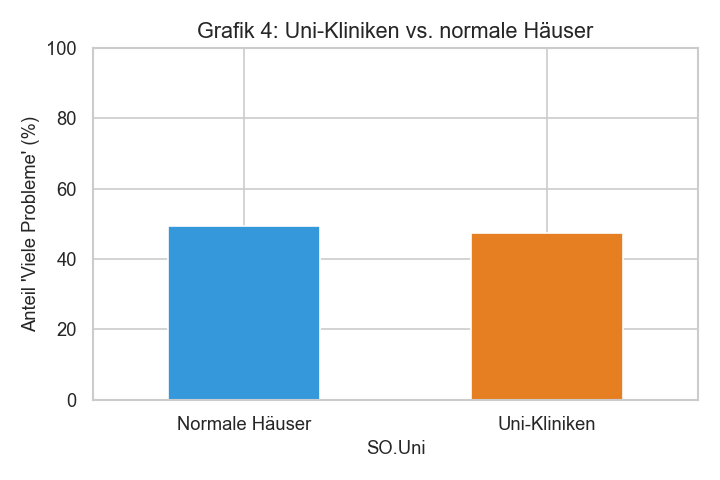 Grafik 4: Uni-Kliniken vs. normale Häuser
Anteil 'Viele Probleme' (%)
100
80
60
40
20
0
Normale Häuser
Uni-Kliniken
SO.Uni